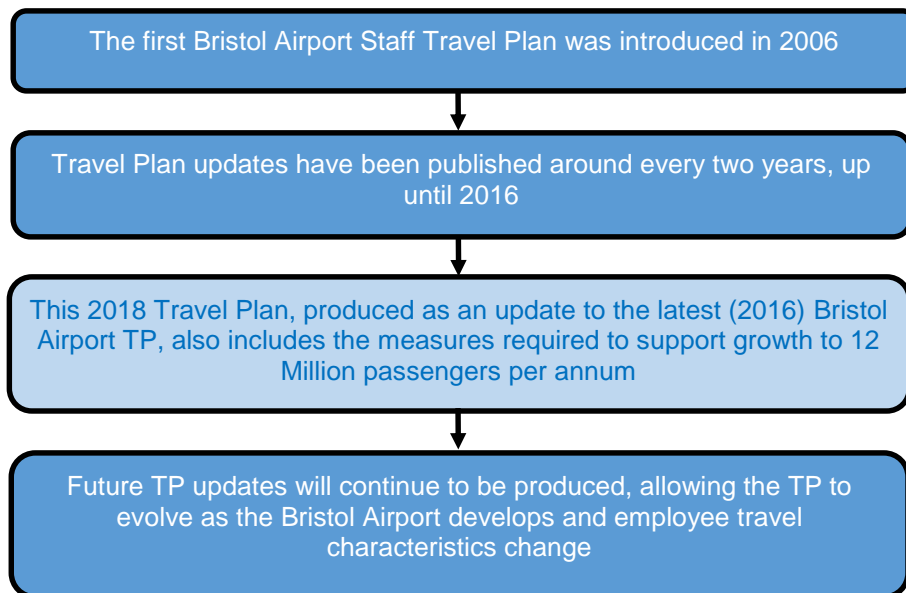 The first Bristol Airport Staff Travel Plan was introduced in 2006
Travel Plan updates have been published around every two years, up
until 2016
This 2018 Travel Plan, produced as an update to the latest (2016) Bristol
Airport TP, also includes the measures required to support growth to 12
Million passengers per annum
Future TP updates will continue to be produced, allowing the TP to
evolve as the Bristol Airport develops and employee travel
characteristics change